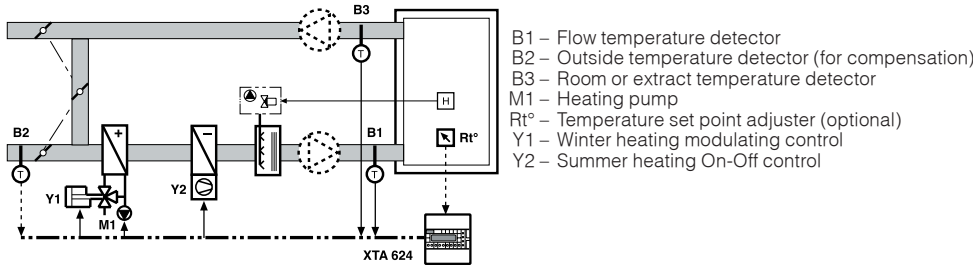 B3
T
H
B2
T
+
−
B1
T
Rt°
Y1
Y2
M1
XTA 624
B1 – Flow temperature detector
B2 – Outside temperature detector (for compensation)
B3 – Room or extract temperature detector
M1 – Heating pump
Rt° – Temperature set point adjuster (optional)
Y1 – Winter heating modulating control
Y2 – Summer heating On-Off control